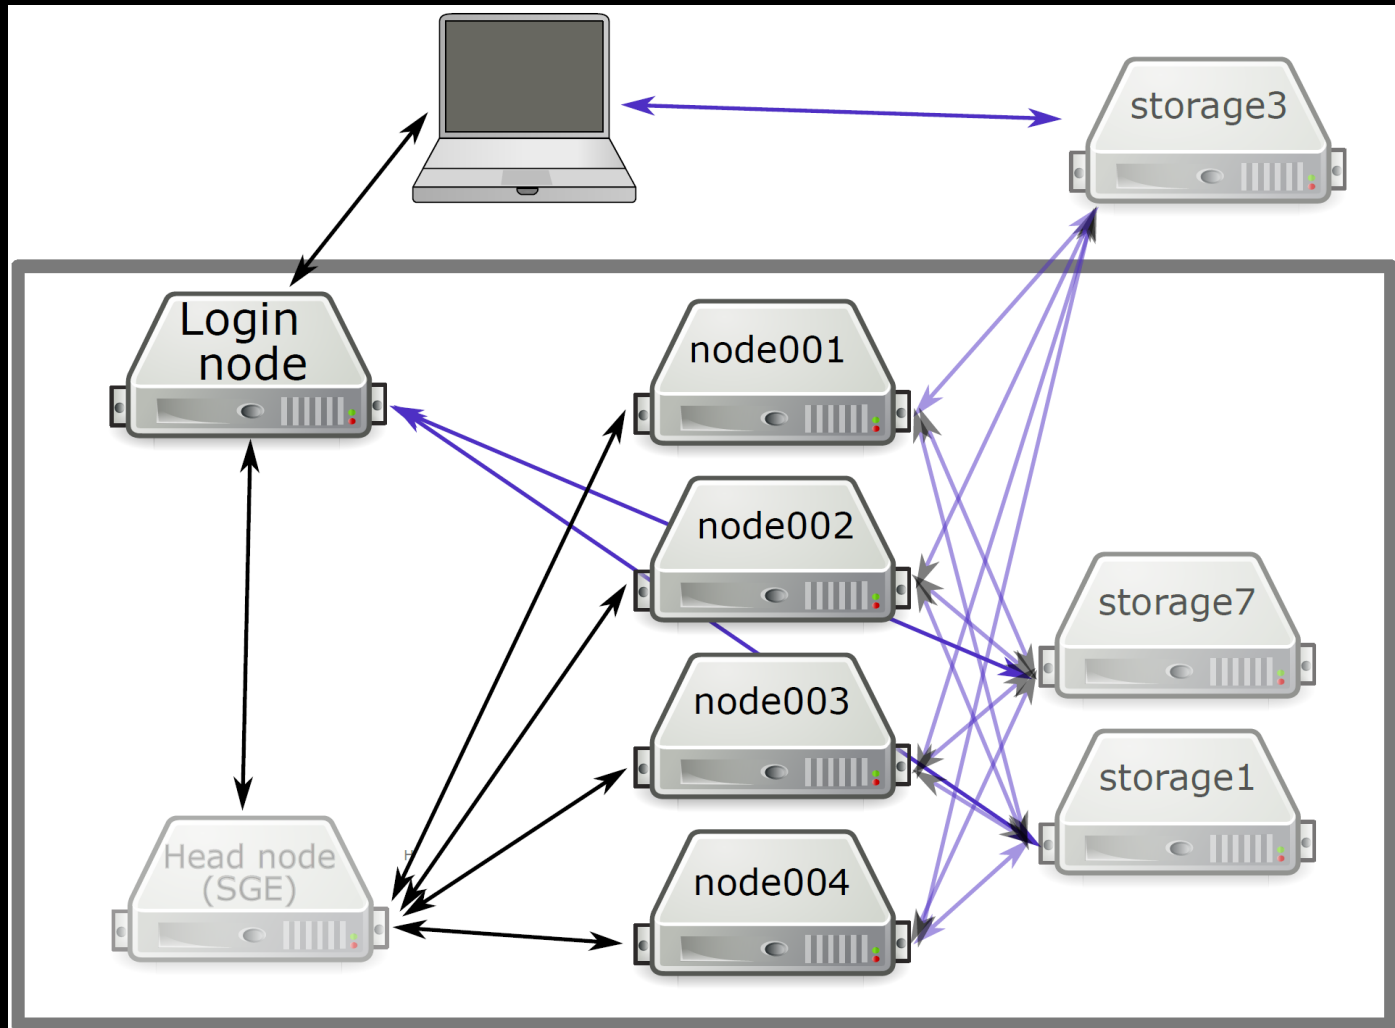 storage3
Login
node
node001
node002
storage7
node003
storage1
H
Head node
(SGE)
node004